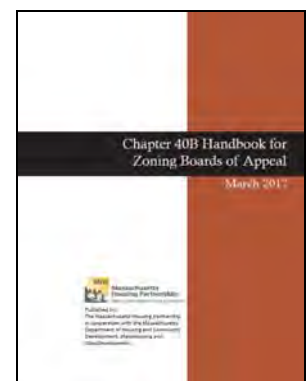 Chapter 40B Handbook for
Zoning Boards of Appeal
March 2017
Massachusetts
Housing Partnership
Published by:
The Massachusetts Housing Partnership
in cooperation with the Massachusetts
Department of Housing and Community
Development, MassHousing and
MassDevelopment.